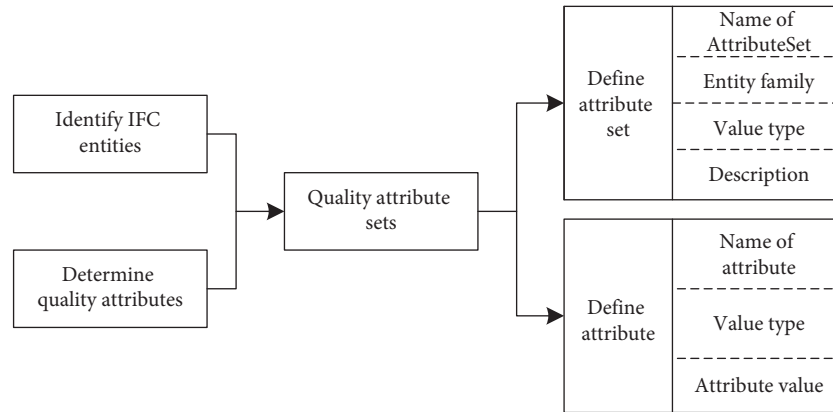 Identify IFC
entities
Determine
quality attributes
Quality attribute
sets
Define
attribute
set
Name of
AttributeSet
Entity family
Value type
Description
Define
attribute
Name of
attribute
Value type
Attribute value